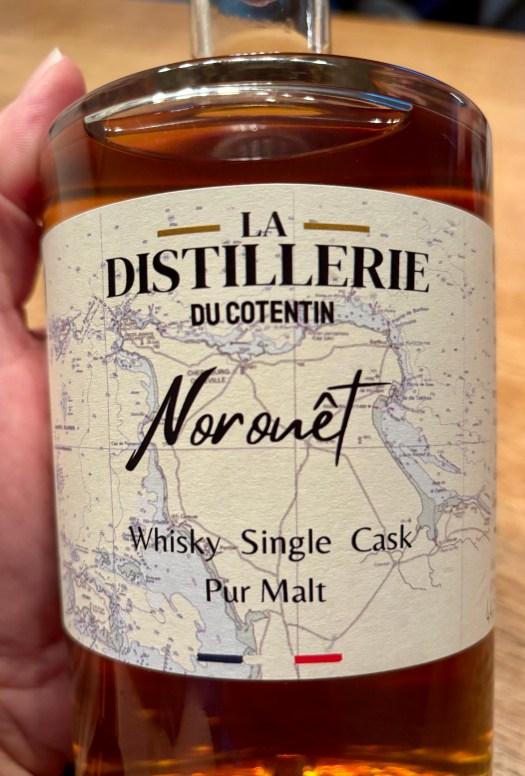 LA
DISTILLERIE
DU COTENTIN
Norouêt
Whisky Single Cask
Pur Malt